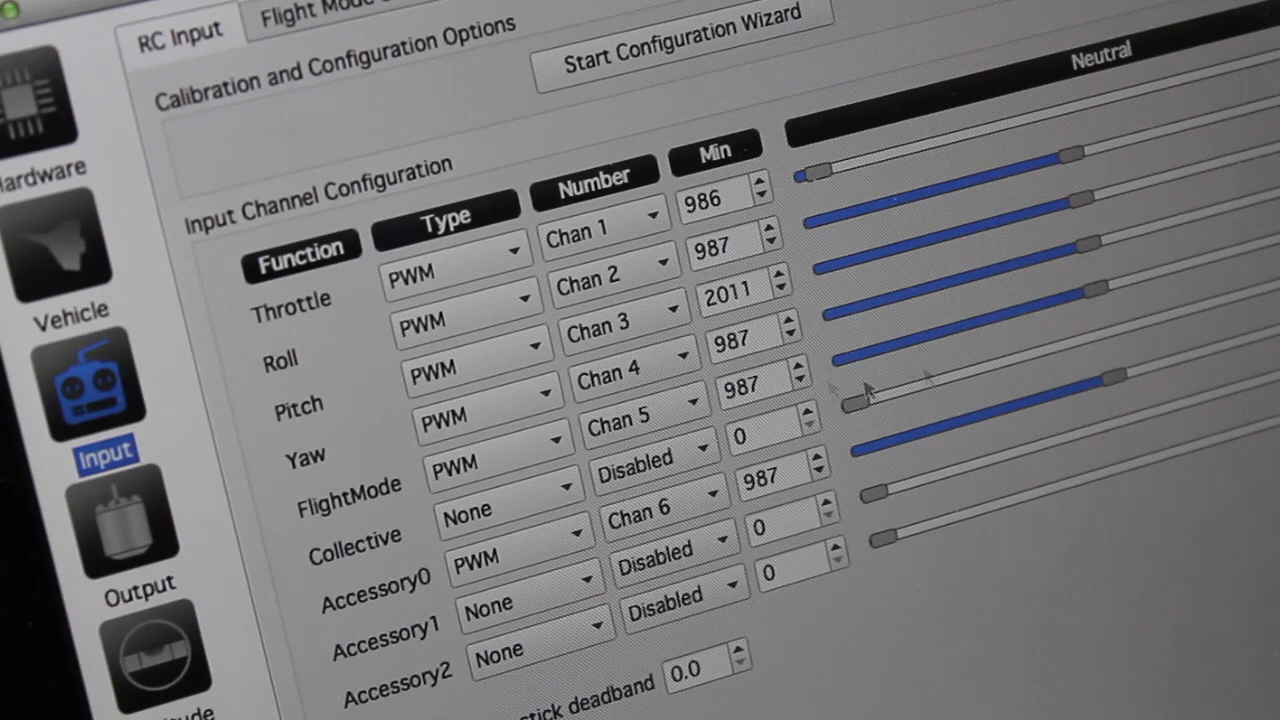 RC Input
Flight Mode
Calibration and Configuration Options
Start Configuration Wizard
Input Channel Configuration
Function Type Number Min Neutral
Throttle PWM Chan 1 986
Roll PWM Chan 2 987
Pitch PWM Chan 3 2011
Yaw PWM Chan 4 987
FlightMode PWM Chan 5 987
Collective None Disabled 0
Accessory0 PWM Chan 6 987
Accessory1 None Disabled 0
Accessory2 None Disabled 0
stick deadband 0.0
ardware
Vehicle
Input
Output